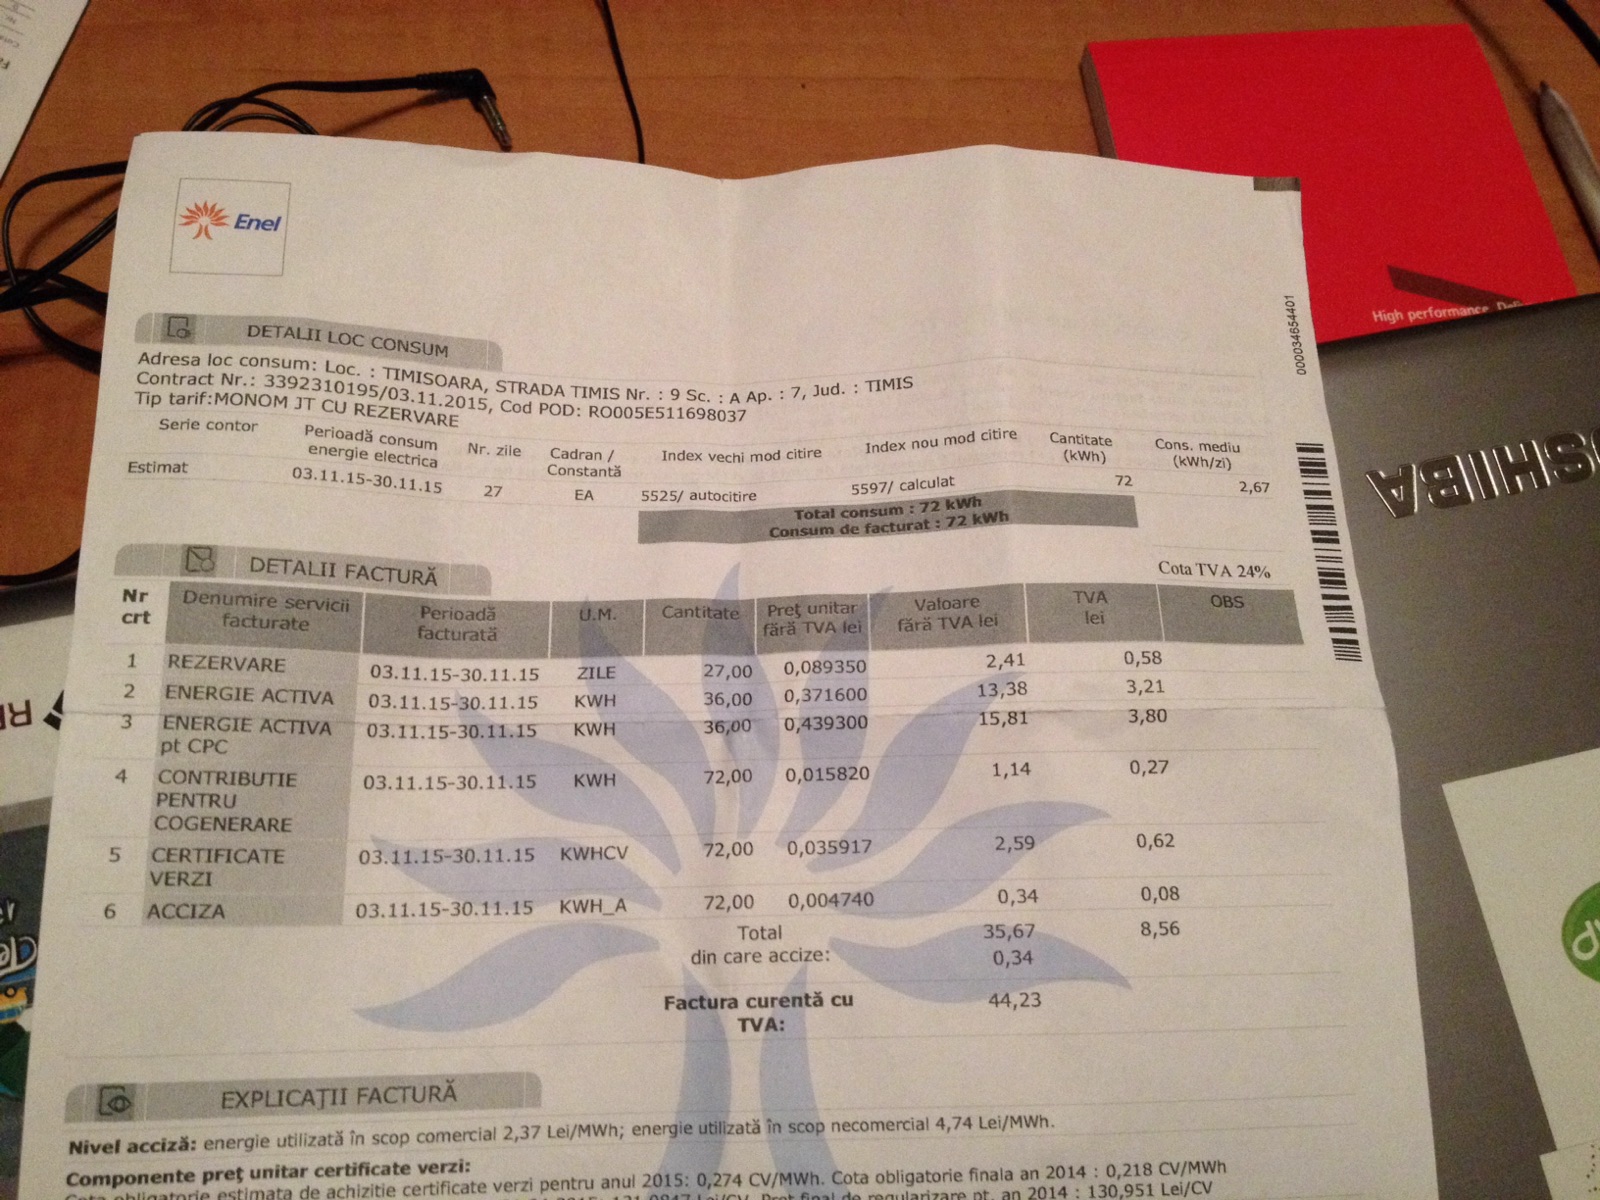 Enel
High performance. Deli
000034654401
DETALII LOC CONSUM
Adresa loc consum: Loc. : TIMISOARA, STRADA TIMIS Nr. : 9 Sc. : A Ap. : 7, Jud. : TIMIS
Contract Nr.: 3392310195/03.11.2015, Cod POD: RO005E511698037
Tip tarif:MONOM JT CU REZERVARE
Serie contor Perioadă consum energie electrica Nr. zile Cadran / Constantă Index vechi mod citire Index nou mod citire Cantitate (kWh) Cons. mediu (kWh/zi)
Estimat 03.11.15-30.11.15 27 EA 5525/ autocitire 5597/ calculat 72 2,67
Total consum : 72 kWh
Consum de facturat : 72 kWh
TOSHIBA
DETALII FACTURĂ
Cota TVA 24%
Nr crt Denumire servicii facturate Perioadă facturată U.M. Cantitate Preţ unitar fără TVA lei Valoare fără TVA lei TVA lei OBS
1 REZERVARE 03.11.15-30.11.15 ZILE 27,00 0,089350 2,41 0,58
2 ENERGIE ACTIVA 03.11.15-30.11.15 KWH 36,00 0,371600 13,38 3,21
3 ENERGIE ACTIVA 03.11.15-30.11.15 KWH 36,00 0,439300 15,81 3,80
pt CPC
4 CONTRIBUTIE 03.11.15-30.11.15 KWH 72,00 0,015820 1,14 0,27
PENTRU
COGENERARE
5 CERTIFICATE 03.11.15-30.11.15 KWHCV 72,00 0,035917 2,59 0,62
VERZI
6 ACCIZA 03.11.15-30.11.15 KWH_A 72,00 0,004740 0,34 0,08
Total 35,67 8,56
din care accize: 0,34
Factura curentă cu 44,23
TVA:
EXPLICAŢII FACTURĂ
Nivel acciză: energie utilizată în scop comercial 2,37 Lei/MWh; energie utilizată în scop necomercial 4,74 Lei/MWh.
Componente preţ unitar certificate verzi:
Cota obligatorie estimata de achizitie certificate verzi pentru anul 2015: 0,274 CV/MWh. Cota obligatorie finala an 2014 : 0,218 CV/MWh
Pret final de regularizare pt. an 2014 : 130,951 Lei/CV